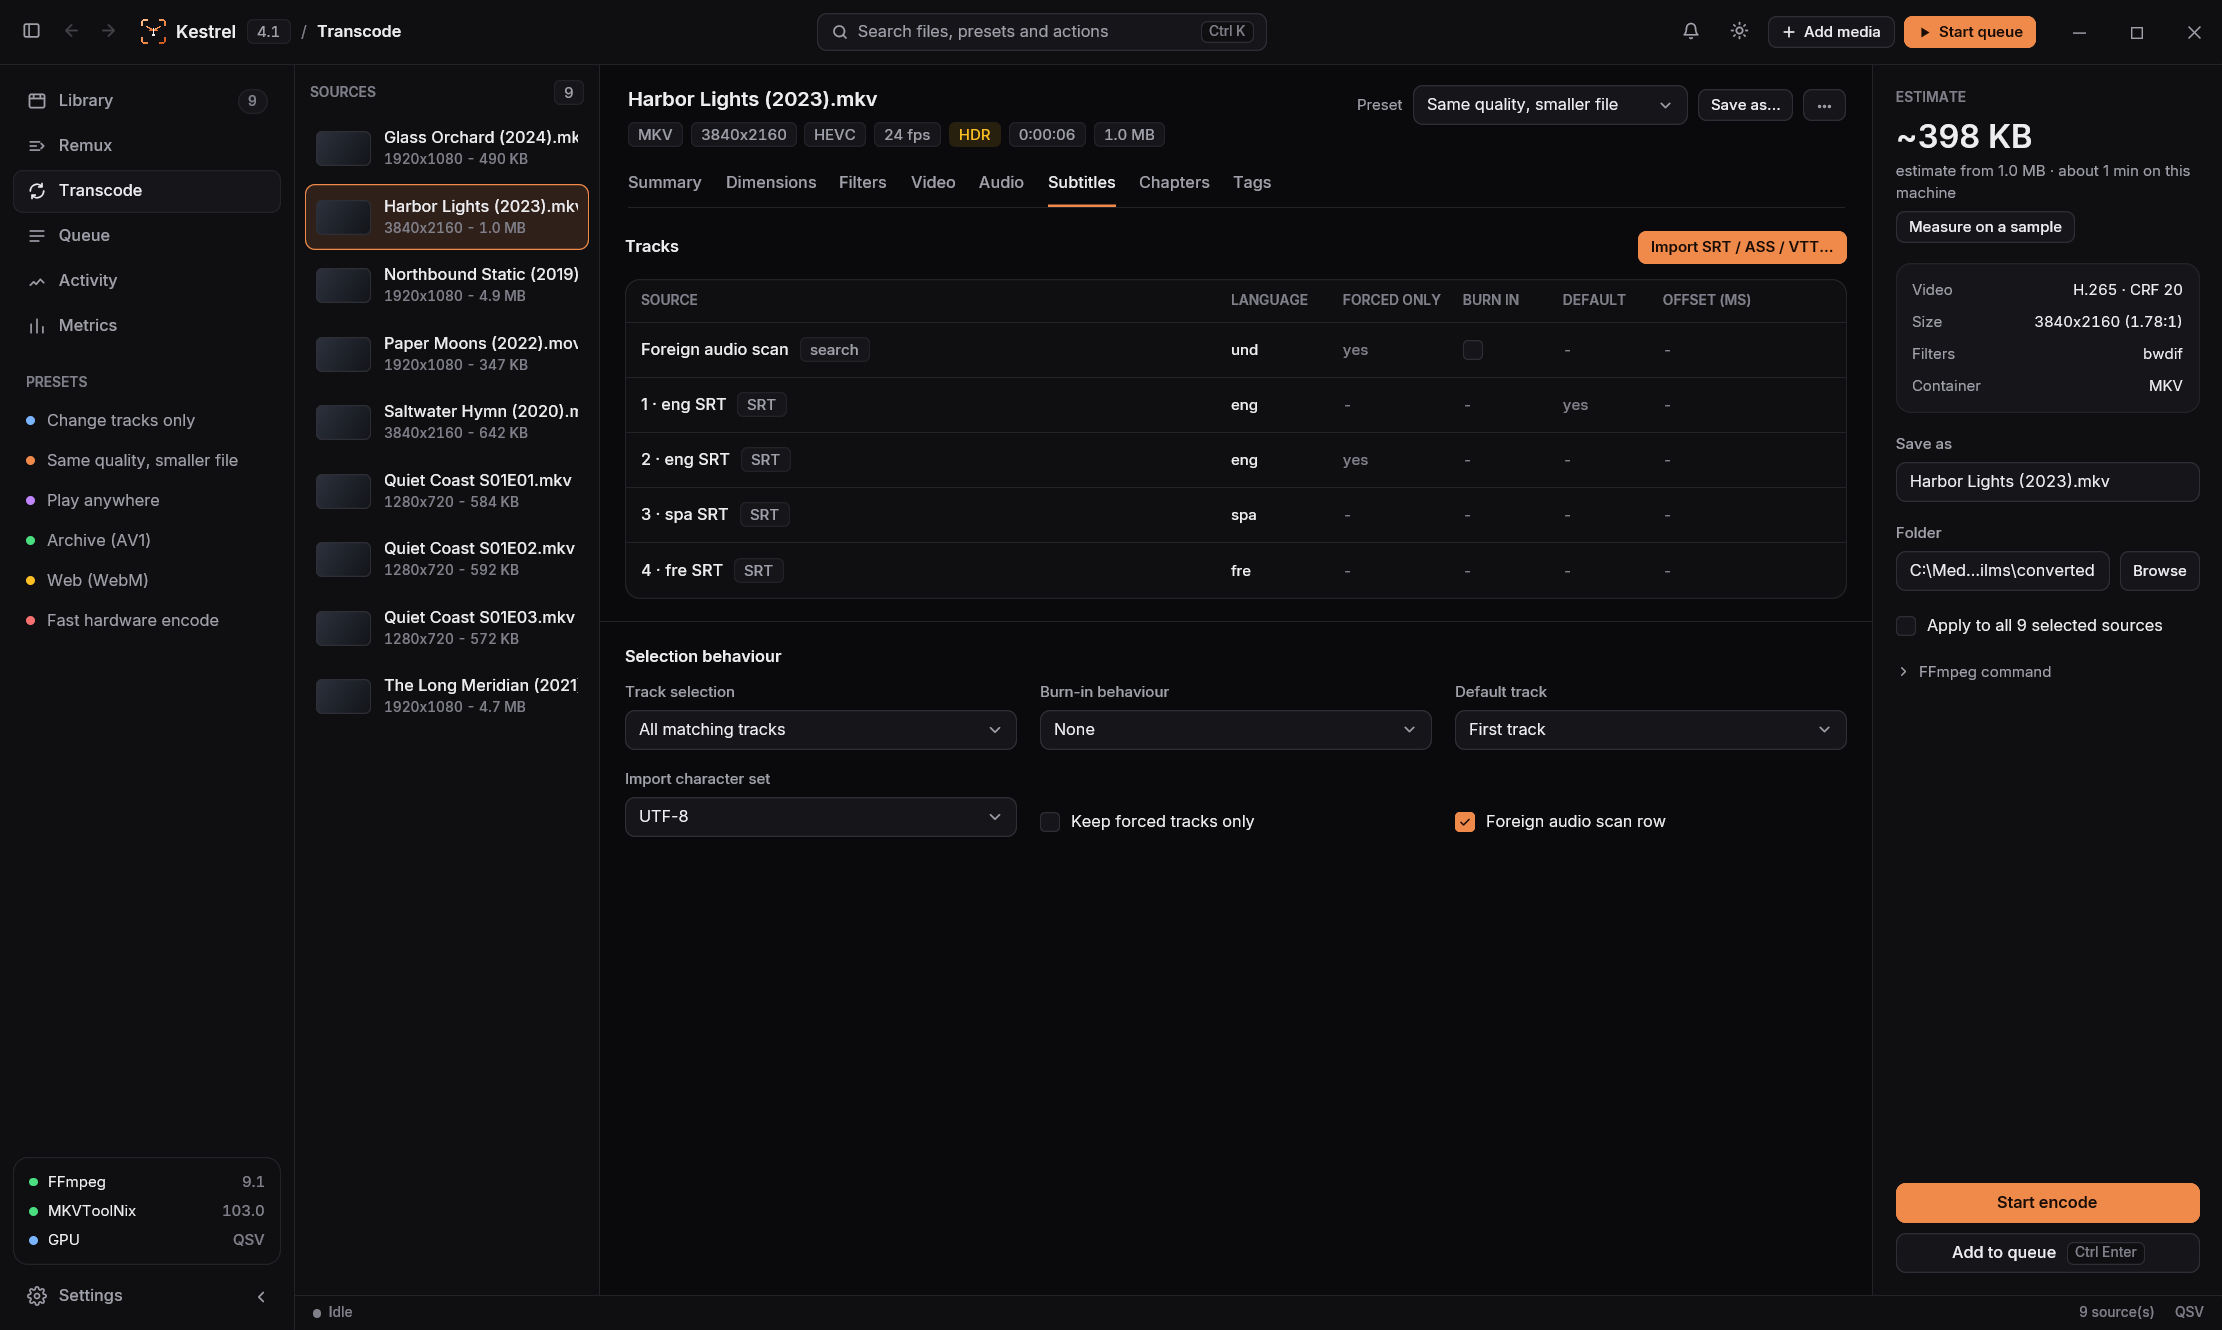 Kestrel 4.1 / Transcode
Search files, presets and actions Ctrl K
Add media
Start queue
Library 9
Remux
Transcode
Queue
Activity
Metrics
PRESETS
Change tracks only
Same quality, smaller file
Play anywhere
Archive (AV1)
Web (WebM)
Fast hardware encode
FFmpeg 9.1
MKVToolNix 103.0
GPU QSV
Settings
SOURCES 9
Glass Orchard (2024).mk
1920x1080 - 490 KB
Harbor Lights (2023).mkv
3840x2160 - 1.0 MB
Northbound Static (2019)
1920x1080 - 4.9 MB
Paper Moons (2022).mov
1920x1080 - 347 KB
Saltwater Hymn (2020).m
3840x2160 - 642 KB
Quiet Coast S01E01.mkv
1280x720 - 584 KB
Quiet Coast S01E02.mkv
1280x720 - 592 KB
Quiet Coast S01E03.mkv
1280x720 - 572 KB
The Long Meridian (2021)
1920x1080 - 4.7 MB
Harbor Lights (2023).mkv
MKV 3840x2160 HEVC 24 fps HDR 0:00:06 1.0 MB
Preset Same quality, smaller file Save as... ...
Summary Dimensions Filters Video Audio Subtitles Chapters Tags
Tracks
Import SRT / ASS / VTT...
SOURCE LANGUAGE FORCED ONLY BURN IN DEFAULT OFFSET (MS)
Foreign audio scan search und yes - -
1 · eng SRT SRT eng - - yes -
2 · eng SRT SRT eng yes - - -
3 · spa SRT SRT spa - - - -
4 · fre SRT SRT fre - - - -
Selection behaviour
Track selection Burn-in behaviour Default track
All matching tracks None First track
Import character set
UTF-8 Keep forced tracks only Foreign audio scan row
ESTIMATE
~398 KB
estimate from 1.0 MB · about 1 min on this
machine
Measure on a sample
Video H.265 · CRF 20
Size 3840x2160 (1.78:1)
Filters bwdif
Container MKV
Save as
Harbor Lights (2023).mkv
Folder
C:\Med...ilms\converted Browse
Apply to all 9 selected sources
FFmpeg command
Start encode
Add to queue Ctrl Enter
Idle
9 source(s) QSV